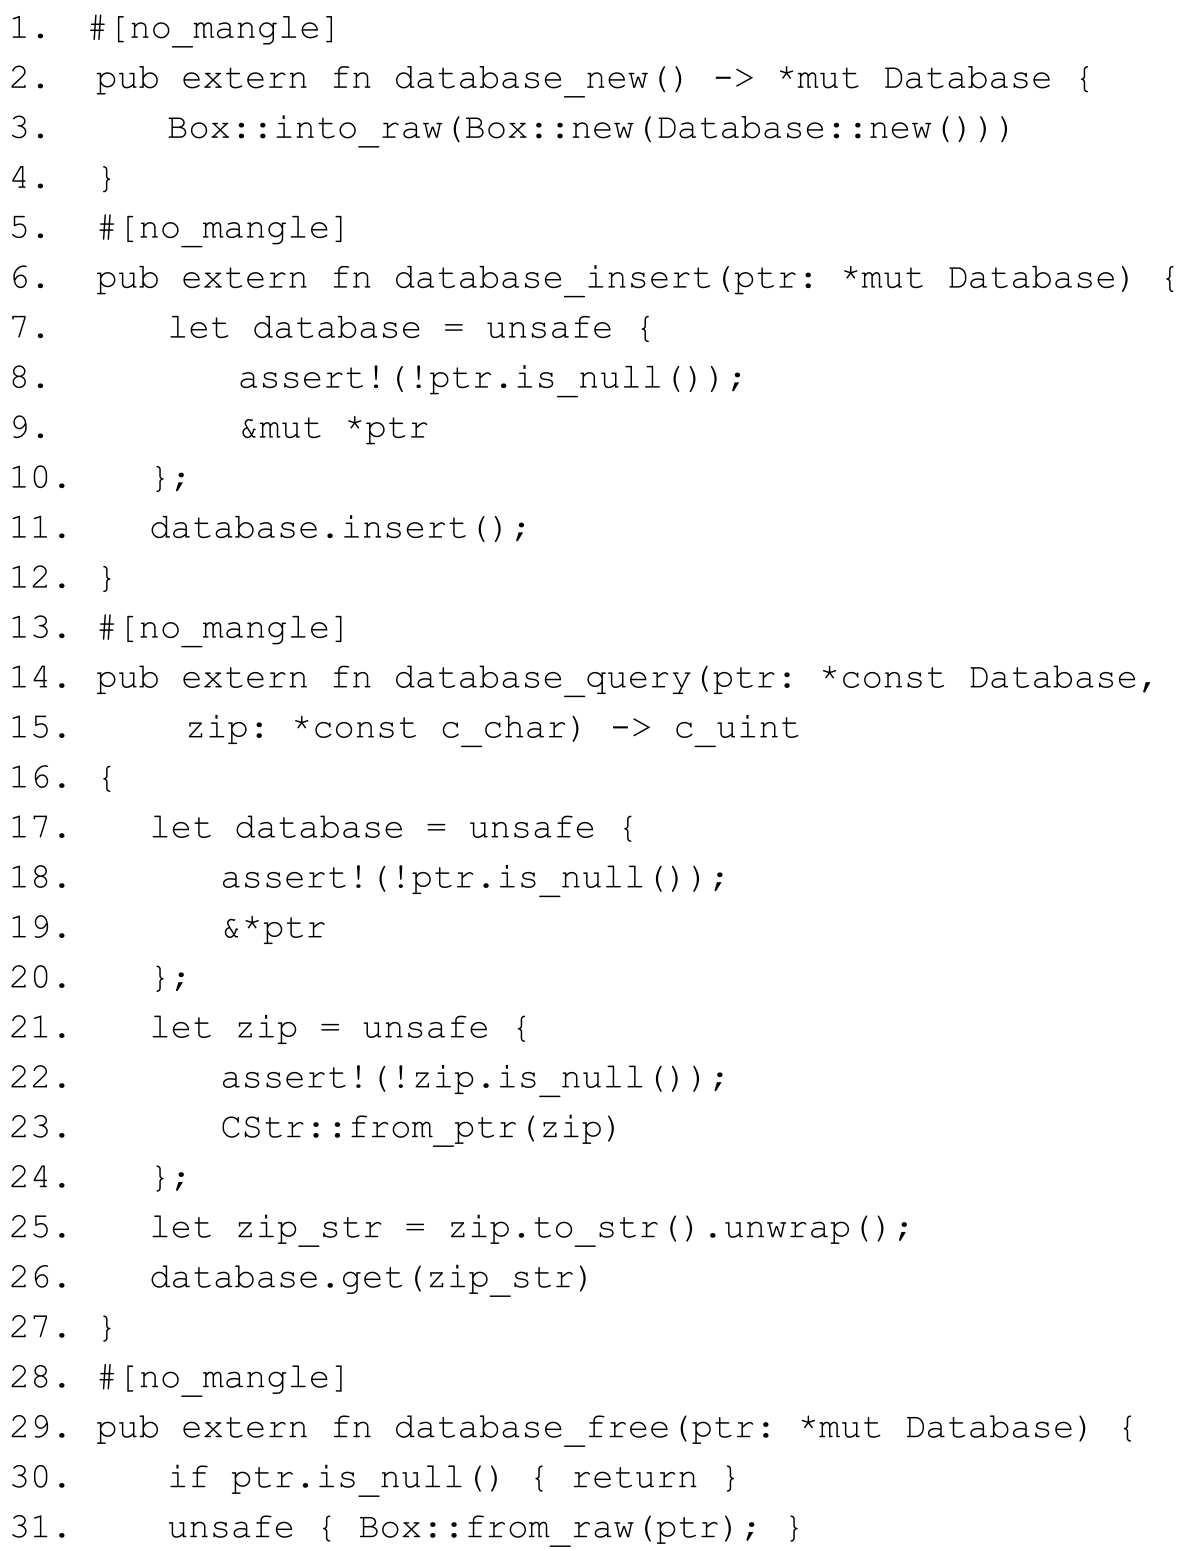 1.  #[no_mangle]
2.  pub extern fn database_new() -> *mut Database {
3.      Box::into_raw(Box::new(Database::new()))
4.  }
5.  #[no_mangle]
6.  pub extern fn database_insert(ptr: *mut Database) {
7.      let database = unsafe {
8.          assert!(!ptr.is_null());
9.          &mut *ptr
10.    };
11.    database.insert();
12. }
13. #[no_mangle]
14. pub extern fn database_query(ptr: *const Database,
15.     zip: *const c_char) -> c_uint
16. {
17.    let database = unsafe {
18.        assert!(!ptr.is_null());
19.        &*ptr
20.    };
21.    let zip = unsafe {
22.        assert!(!zip.is_null());
23.        CStr::from_ptr(zip)
24.    };
25.    let zip_str = zip.to_str().unwrap();
26.    database.get(zip_str)
27. }
28. #[no_mangle]
29. pub extern fn database_free(ptr: *mut Database) {
30.     if ptr.is_null() { return }
31.     unsafe { Box::from_raw(ptr); }